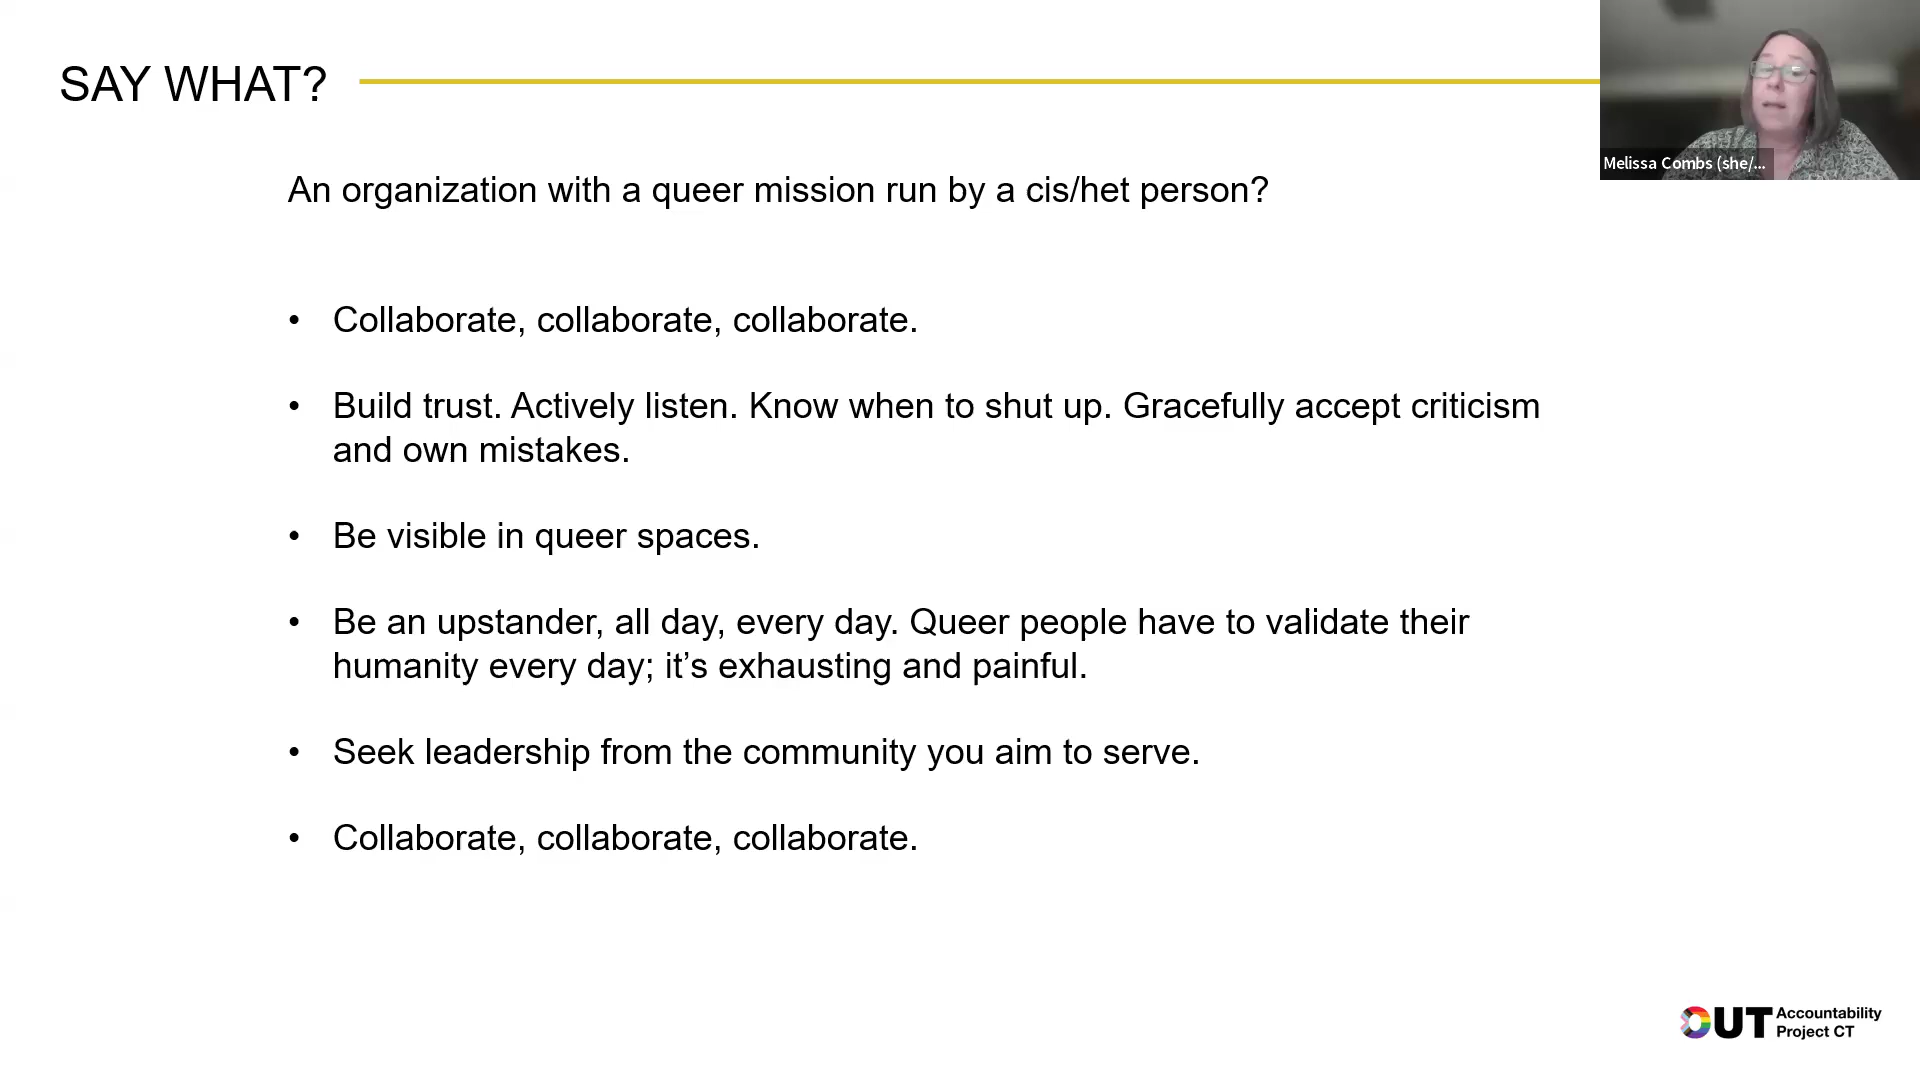 SAY WHAT?
Melissa Combs (she/...
An organization with a queer mission run by a cis/het person?
• Collaborate, collaborate, collaborate.
• Build trust. Actively listen. Know when to shut up. Gracefully accept criticism
and own mistakes.
• Be visible in queer spaces.
• Be an upstander, all day, every day. Queer people have to validate their
humanity every day; it’s exhausting and painful.
• Seek leadership from the community you aim to serve.
• Collaborate, collaborate, collaborate.
OUT Accountability
Project CT